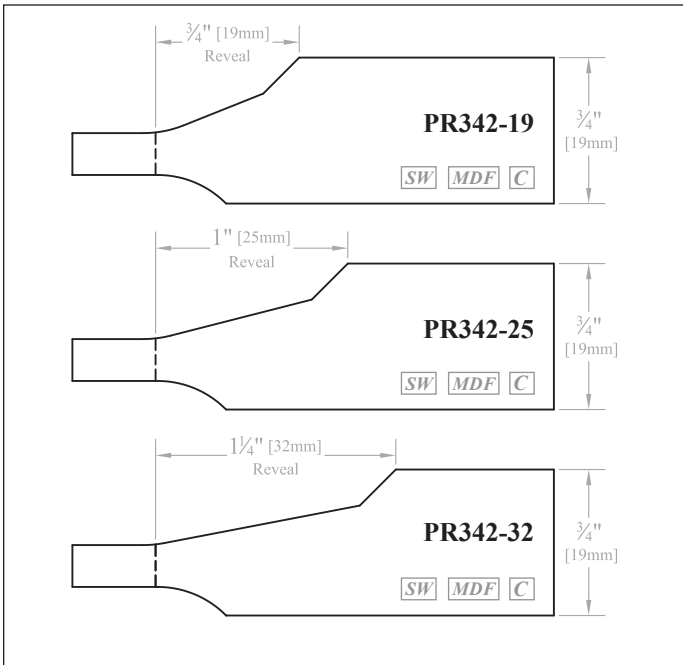 ¾" [19mm]
Reveal
PR342-19
¾"
[19mm]
SW MDF C
1" [25mm]
Reveal
PR342-25
¾"
[19mm]
SW MDF C
1¼" [32mm]
Reveal
PR342-32
¾"
[19mm]
SW MDF C